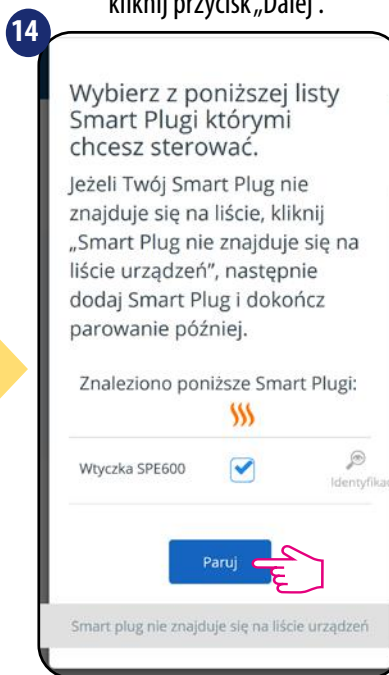 kliknij przycisk „Dalej”.
14
Wybierz z poniższej listy
Smart Plugi którymi
chcesz sterować.
Jeżeli Twój Smart Plug nie
znajduje się na liście, kliknij
„Smart Plug nie znajduje się na
liście urządzeń”, następnie
dodaj Smart Plug i dokończ
parowanie później.
Znaleziono poniższe Smart Plugi:
Wtyczka SPE600
Identyfikac
Paruj
Smart plug nie znajduje się na liście urządzeń